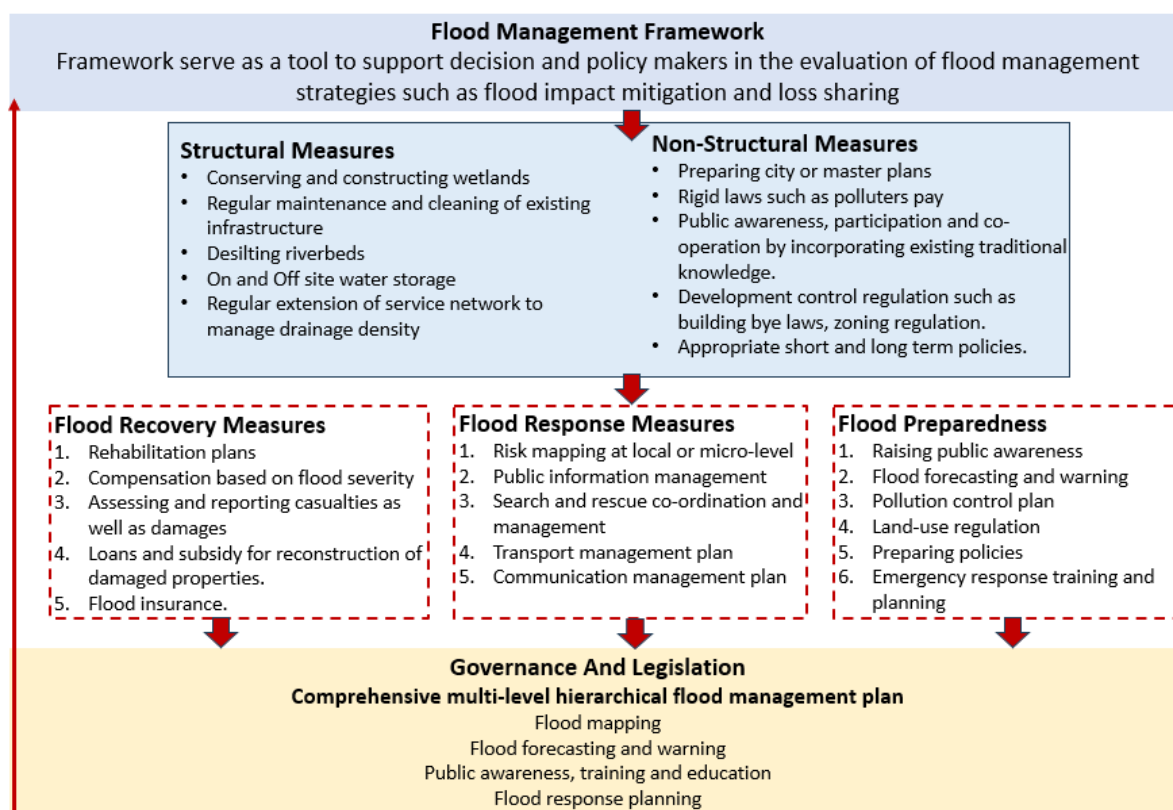 Flood Management Framework
Framework serve as a tool to support decision and policy makers in the evaluation of flood management
strategies such as flood impact mitigation and loss sharing
Structural Measures
• Conserving and constructing wetlands
• Regular maintenance and cleaning of existing
infrastructure
• Desilting riverbeds
• On and Off site water storage
• Regular extension of service network to
manage drainage density
Non-Structural Measures
• Preparing city or master plans
• Rigid laws such as polluters pay
• Public awareness, participation and co-
operation by incorporating existing traditional
knowledge.
• Development control regulation such as
building bye laws, zoning regulation.
• Appropriate short and long term policies.
Flood Recovery Measures
1. Rehabilitation plans
2. Compensation based on flood severity
3. Assessing and reporting casualties as
well as damages
4. Loans and subsidy for reconstruction of
damaged properties.
5. Flood insurance.
Flood Response Measures
1. Risk mapping at local or micro-level
2. Public information management
3. Search and rescue co-ordination and
management
4. Transport management plan
5. Communication management plan
Flood Preparedness
1. Raising public awareness
2. Flood forecasting and warning
3. Pollution control plan
4. Land-use regulation
5. Preparing policies
6. Emergency response training and
planning
Governance And Legislation
Comprehensive multi-level hierarchical flood management plan
Flood mapping
Flood forecasting and warning
Public awareness, training and education
Flood response planning